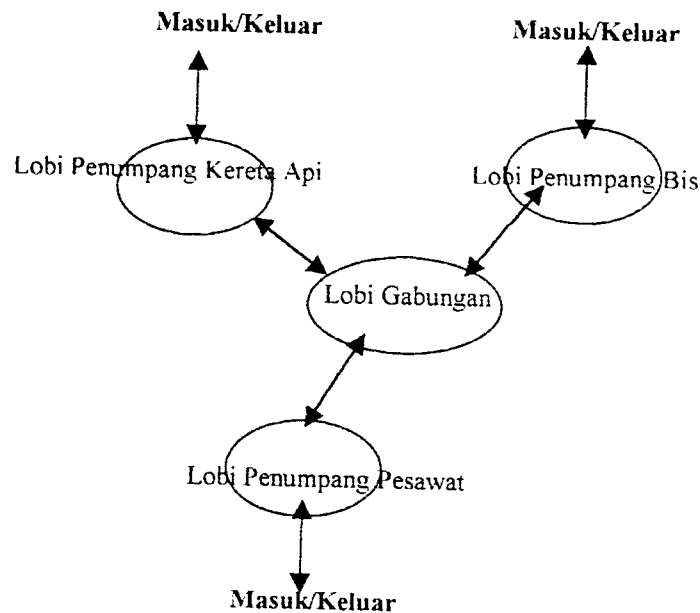 Masuk/Keluar
Masuk/Keluar
Lobi Penumpang Kereta Api
Lobi Penumpang Bis
Lobi Gabungan
Lobi Penumpang Pesawat
Masuk/Keluar